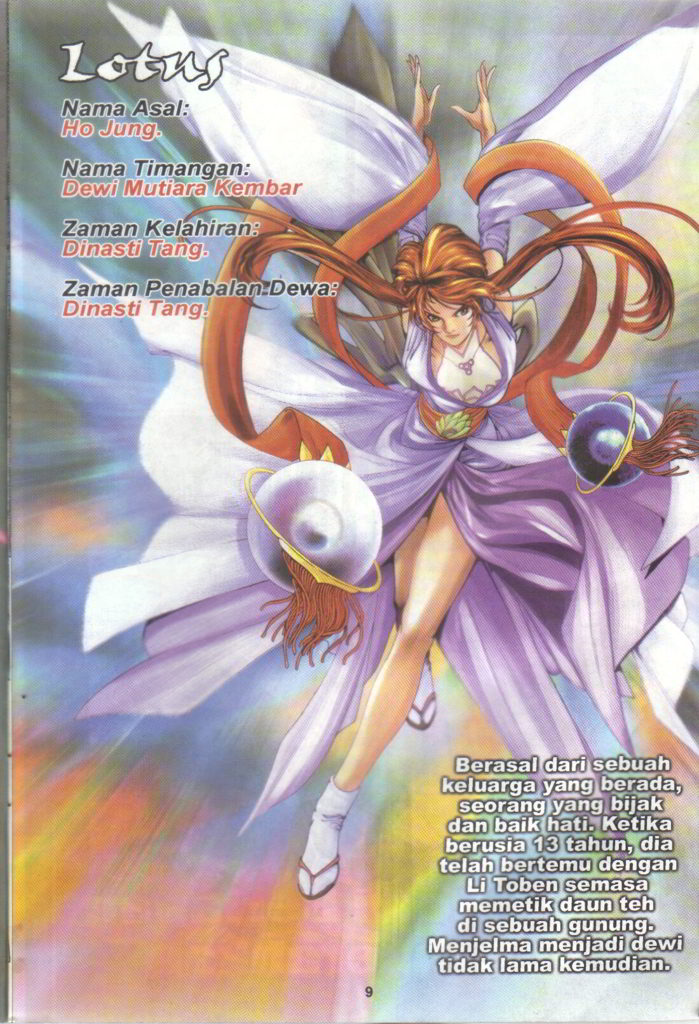 Lotus
Nama Asal:
Ho Jung.
Nama Timangan:
Dewi Mutiara Kembar
Zaman Kelahiran:
Dinasti Tang.
Zaman Penabalan Dewa:
Dinasti Tang.
Berasal dari sebuah
keluarga yang berada,
seorang yang bijak
dan baik hati. Ketika
berusia 13 tahun, dia
telah bertemu dengan
Li Toben semasa
memetik daun teh
di sebuah gunung.
Menjelma menjadi dewi
tidak lama kemudian.
9